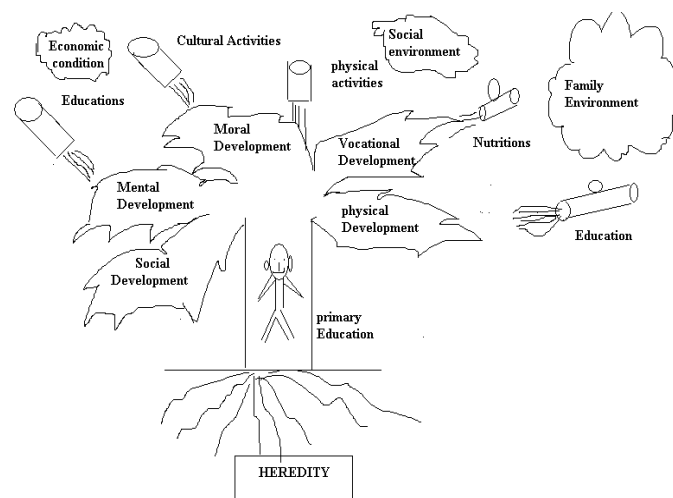 Economic
condition
Cultural Activities
Social
environment
physical
activities
Family
Environment
Educations
Moral
Development
Vocational
Development
Nutritions
Mental
Development
physical
Development
Education
Social
Development
primary
Education
HEREDITY